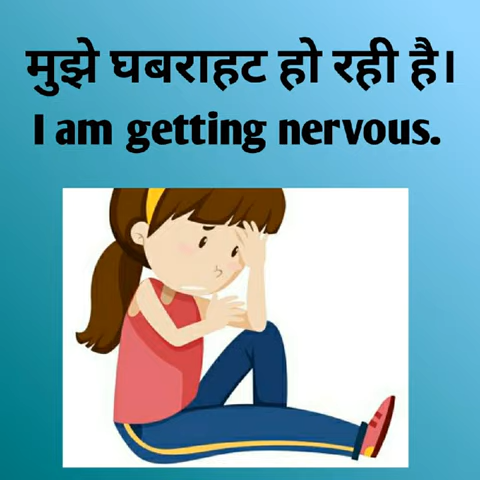 मुझे घबराहट हो रही है।
I am getting nervous.